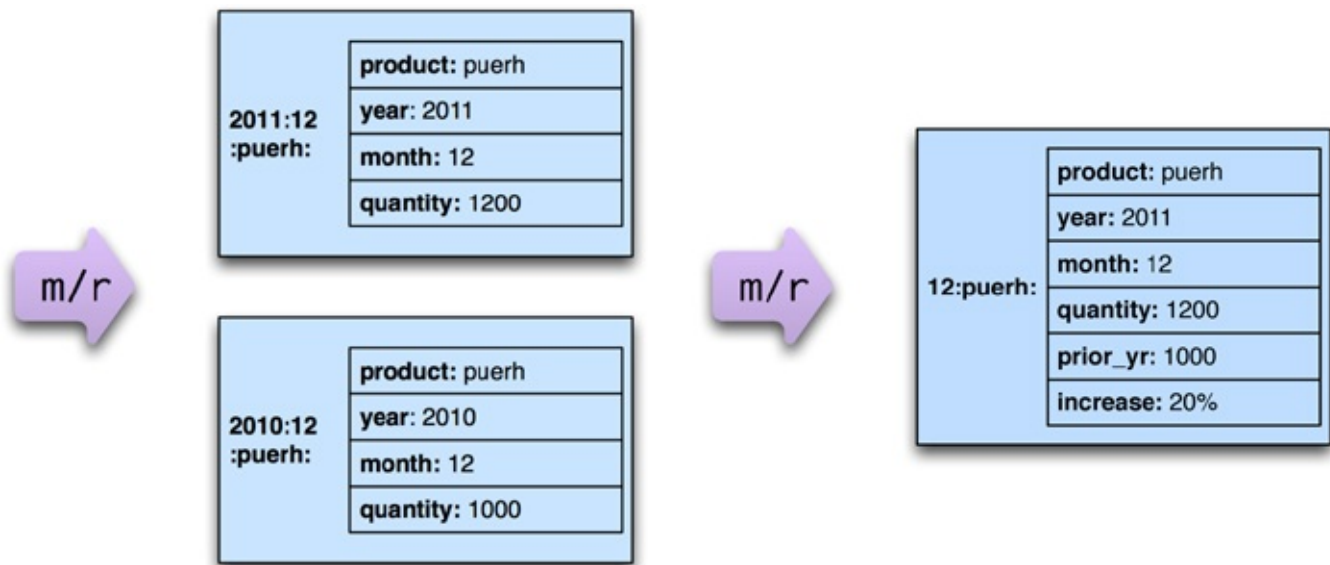 m/r
2011:12
:puerh:
product: puerh
year: 2011
month: 12
quantity: 1200
2010:12
:puerh:
product: puerh
year: 2010
month: 12
quantity: 1000
m/r
12:puerh:
product: puerh
year: 2011
month: 12
quantity: 1200
prior_yr: 1000
increase: 20%